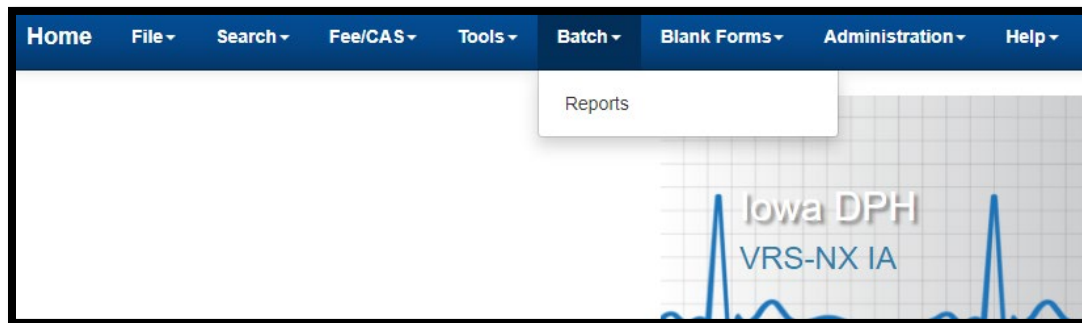 Home File Search Fee/CAS Tools Batch Blank Forms Administration Help
Reports
Iowa DPH
VRS-NX IA